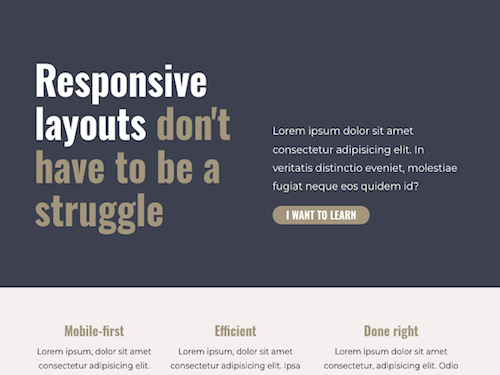 Responsive
layouts don't
have to be a
struggle
Lorem ipsum dolor sit amet
consectetur adipisicing elit. In
veritatis distinctio eveniet, molestiae
fugiat neque eos quidem id?
I WANT TO LEARN
Mobile-first
Lorem ipsum, dolor sit amet
consectetur adipisicing elit.
Efficient
Lorem ipsum, dolor sit amet
consectetur adipisicing elit. Ipsa
Done right
Lorem ipsum, dolor sit amet
consectetur, adipisicing elit. Odio